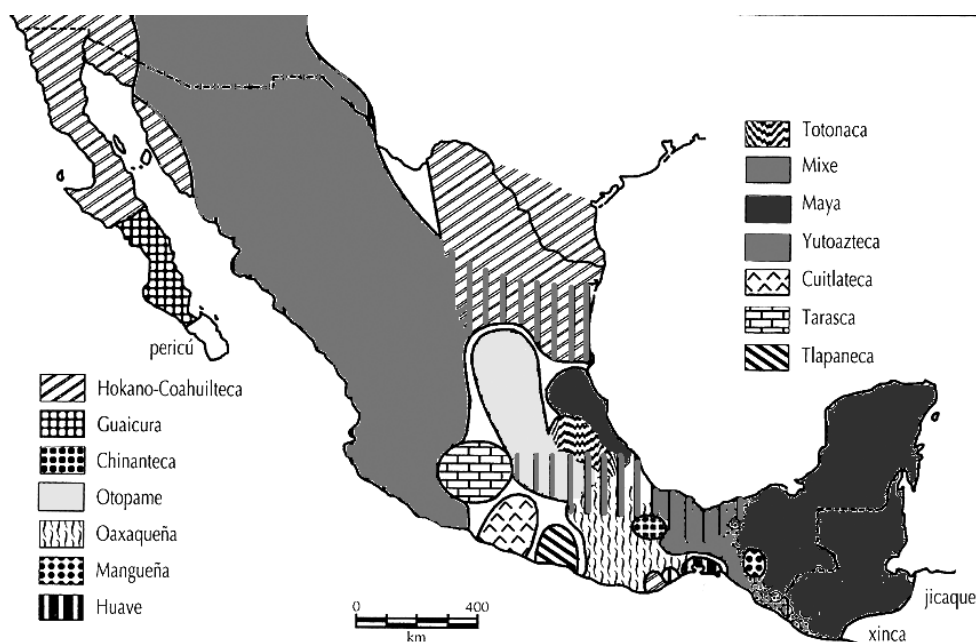 Totonaca
Mixe
Maya
Yutoazteca
Cuitlateca
Tarasca
Tlapaneca
pericú
Hokano-Coahuilteca
Guaicura
Chinanteca
Otopame
Oaxaqueña
Mangueña
Huave
0 400
km
jicaque
xinca